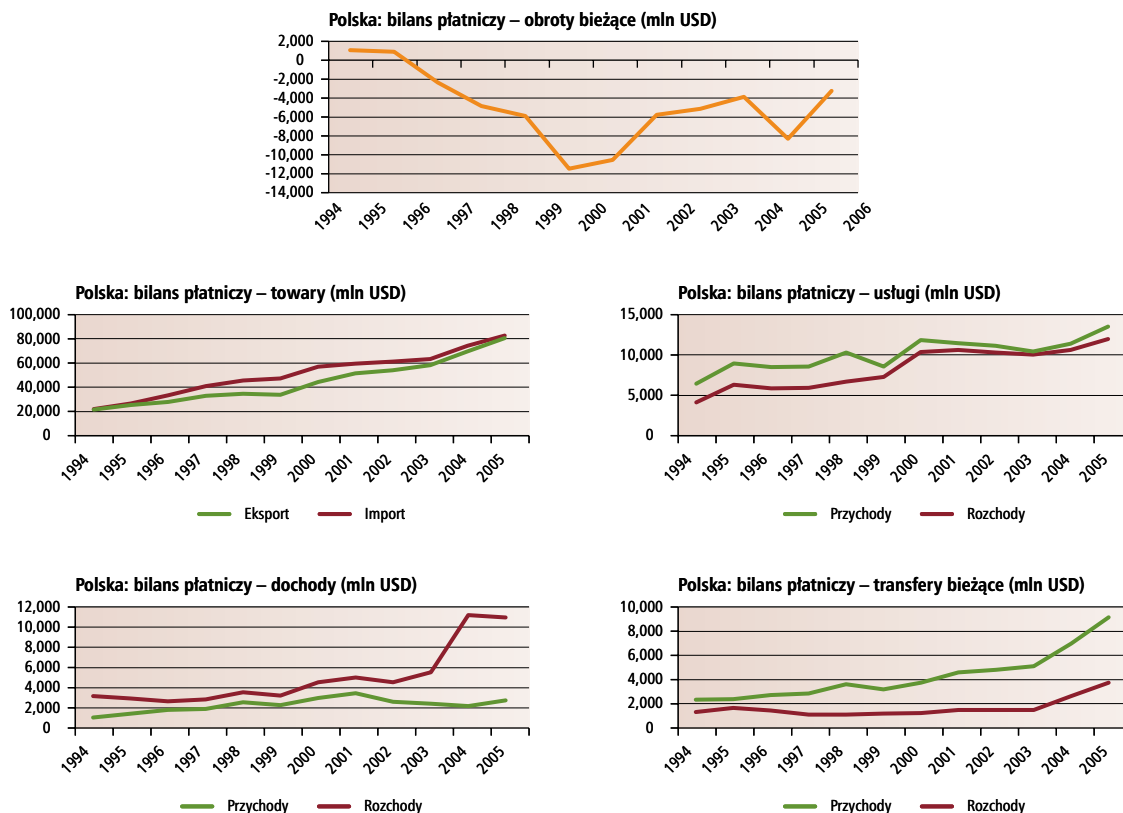 Polska: bilans płatniczy – obroty bieżące (mln USD)
2,000
0
-2,000
-4,000
-6,000
-8,000
-10,000
-12,000
-14,000
1994 1995 1996 1997 1998 1999 2000 2001 2002 2003 2004 2005 2006
Polska: bilans płatniczy – towary (mln USD)
100,000
80,000
60,000
40,000
20,000
0
1994 1995 1996 1997 1998 1999 2000 2001 2002 2003 2004 2005
Eksport Import
Polska: bilans płatniczy – usługi (mln USD)
15,000
10,000
5,000
0
1994 1995 1996 1997 1998 1999 2000 2001 2002 2003 2004 2005
Przychody Rozchody
Polska: bilans płatniczy – dochody (mln USD)
12,000
10,000
8,000
6,000
4,000
2,000
0
1994 1995 1996 1997 1998 1999 2000 2001 2002 2003 2004 2005
Przychody Rozchody
Polska: bilans płatniczy – transfery bieżące (mln USD)
10,000
8,000
6,000
4,000
2,000
0
1994 1995 1996 1997 1998 1999 2000 2001 2002 2003 2004 2005
Przychody Rozchody